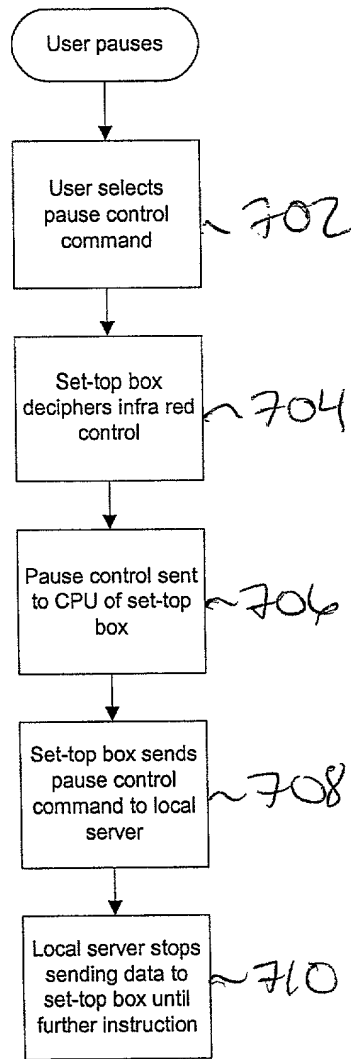 User pauses
User selects
pause control
command
702
Set-top box
deciphers infra red
control
704
Pause control sent
to CPU of set-top
box
706
Set-top box sends
pause control
command to local
server
708
Local server stops
sending data to
set-top box until
further instruction
710